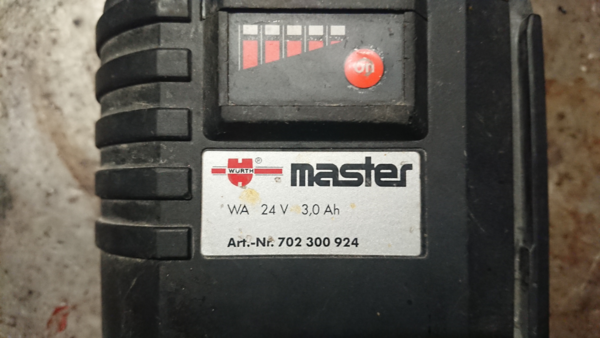 on
WÜRTH ® master
WA 24 V 3,0 Ah
Art.-Nr. 702 300 924